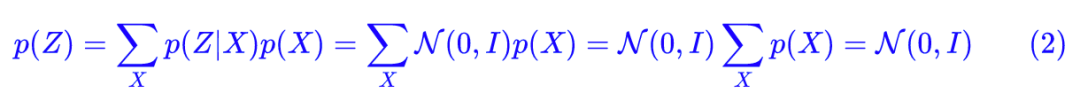 p(Z) = ∑_X p(Z|X)p(X) = ∑_X 𝒩(0, I)p(X) = 𝒩(0, I) ∑_X p(X) = 𝒩(0, I) (2)